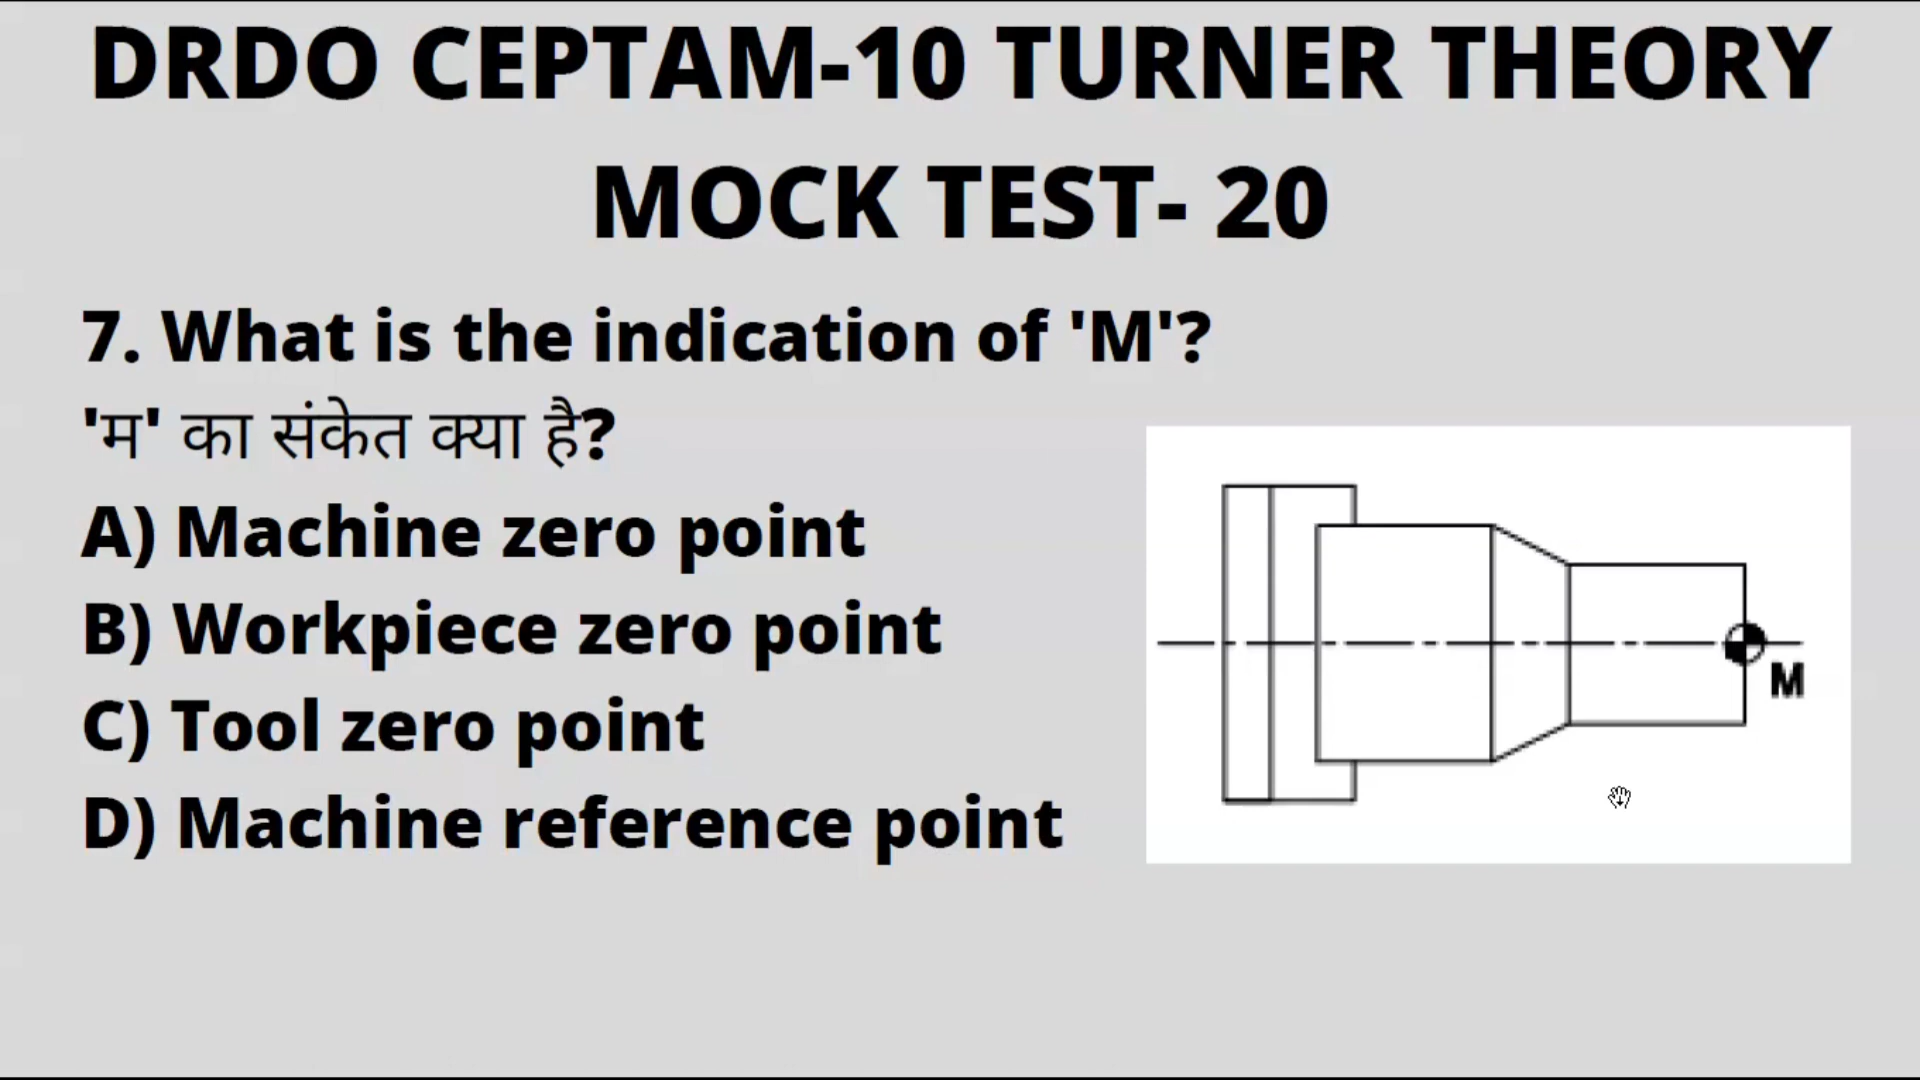 DRDO CEPTAM-10 TURNER THEORY
MOCK TEST- 20
7. What is the indication of 'M'?
'म' का संकेत क्या है?
A) Machine zero point
B) Workpiece zero point
C) Tool zero point
D) Machine reference point
M